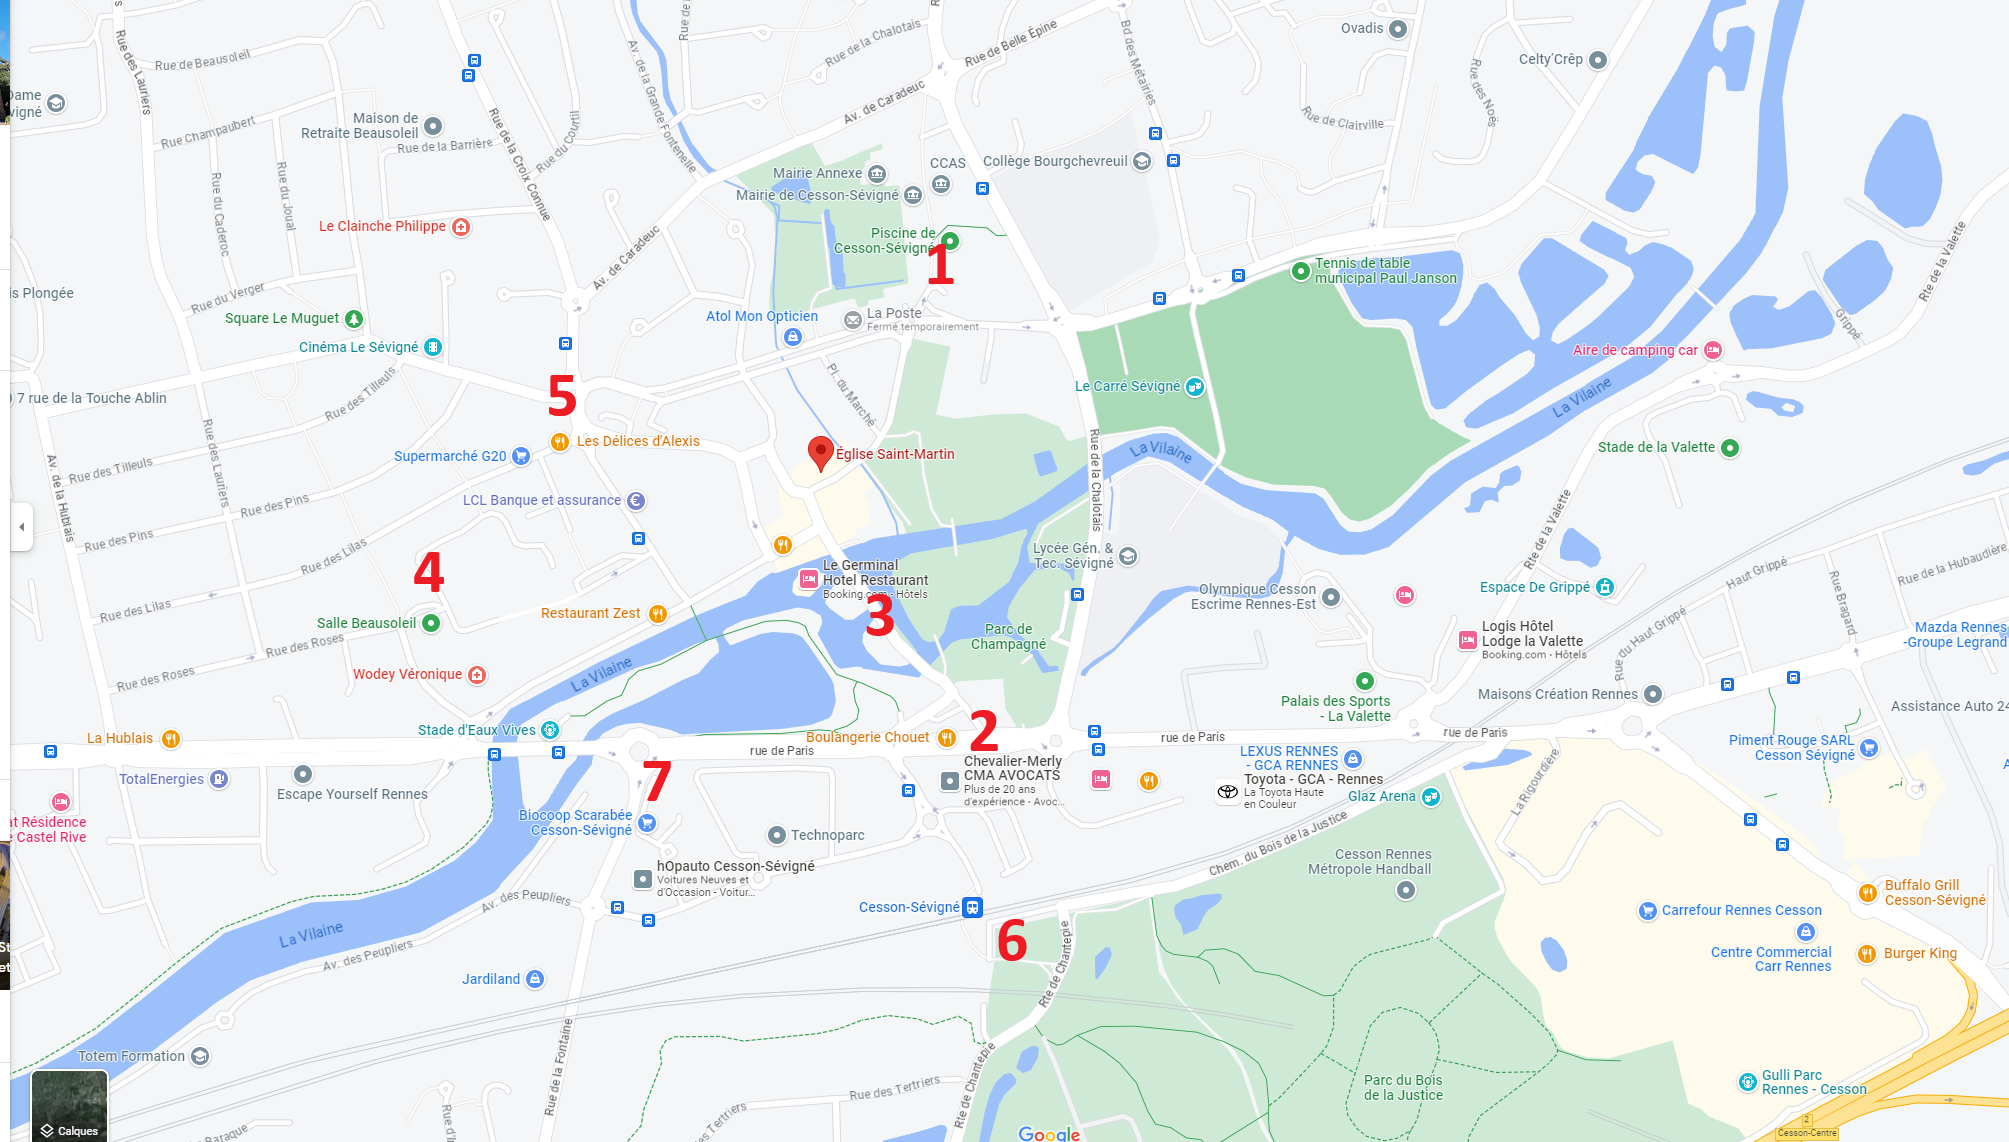 Rue de Beausoleil
Rue des Lauriers
Rue de la Chalotais
Rue de Belle Épine
Bd des Métairies
Ovadis
Celty'Crêp
Rue des Noës
Rue de Clairville
Av. de la Grande Fontenelle
Av. de Caradeuc
Dame
Maison de
Retraite Beausoleil
Rue Champaubert
Rue de la Barrière
Rue de la Croix Connue
Rue du Courtil
Rue du Joual
Rue du Caderoc
Mairie Annexe
CCAS
Collège Bourgchevreuil
Mairie de Cesson-Sévigné
Le Clainche Philippe
Piscine de
Cesson-Sévigné
1
Av. de Caradeuc
Tennis de table
municipal Paul Janson
Rte de la Valette
is Plongée
Rue du Verger
Square Le Muguet
Atol Mon Opticien
La Poste
Fermé temporairement
Grippé
Cinéma Le Sévigné
Aire de camping car
7 rue de la Touche Ablin
Rue des Tilleuls
5
Pl. du Marché
Le Carré Sévigné
La Vilaine
Les Délices d'Alexis
Supermarché G20
Église Saint-Martin
Rue de la Chalotais
La Vilaine
Stade de la Valette
Av. de la Hublais
Rue des Tilleuls
Rue des Lauriers
LCL Banque et assurance
Rue des Pins
Rue des Pins
Rte de la Valette
Rue des Lilas
4
Le Germinal
Hotel Restaurant
Booking.com - Hôtels
3
Lycée Gén. &
Tec. Sévigné
Haut Grippé
Rue de la Hubaudière
Rue Bragard
Rue des Lilas
Restaurant Zest
Olympique Cesson
Escrime Rennes-Est
Espace De Grippé
Salle Beausoleil
Parc de
Champagné
Logis Hôtel
Lodge la Valette
Booking.com - Hôtels
Rue du Haut Grippé
Mazda Rennes
-Groupe Legrand
Rue des Roses
Rue des Roses
Wodey Véronique
La Vilaine
Palais des Sports
- La Valette
Maisons Création Rennes
Assistance Auto 24
La Hublais
Stade d'Eaux Vives
Boulangerie Chouet
2
rue de Paris
rue de Paris
rue de Paris
Piment Rouge SARL
Cesson Sévigné
TotalEnergies
Escape Yourself Rennes
7
Chevalier-Merly
CMA AVOCATS
Plus de 20 ans
d'expérience - Avoc...
LEXUS RENNES
- GCA RENNES
Toyota - GCA - Rennes
La Toyota Haute
en Couleur
Glaz Arena
La Rigourdière
at Résidence
Castel Rive
Biocoop Scarabée
Cesson-Sévigné
Technoparc
Chem. du Bois de la Justice
Cesson Rennes
Métropole Handball
hOpauto Cesson-Sévigné
Voitures Neuves et
d'Occasion - Voitur...
Av. des Peupliers
Cesson-Sévigné
6
Buffalo Grill
Cesson-Sévigné
Carrefour Rennes Cesson
La Vilaine
Av. des Peupliers
Centre Commercial
Carr Rennes
Burger King
Jardiland
Rte de Chantepie
Totem Formation
Rue de la Fontaine
Rte de Chantepie
Rue des Tertriers
Parc du Bois
de la Justice
Gulli Parc
Rennes - Cesson
Calques
Google
2
Cesson-Centre